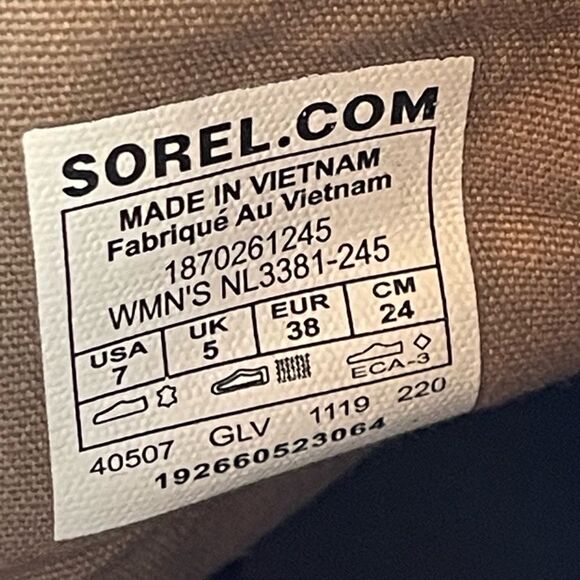 SOREL.COM
MADE IN VIETNAM
Fabriqué Au Vietnam
1870261245
WMN'S NL3381-245
USA UK EUR CM
7 5 38 24
ECA-3
40507 GLV 1119 220
192660523064